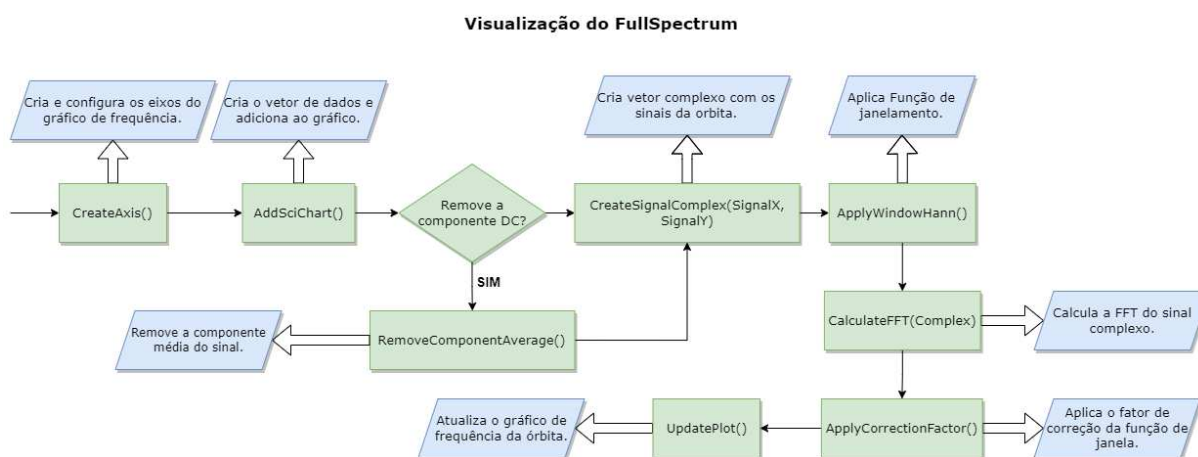 Visualização do FullSpectrum
Cria e configura os eixos do
gráfico de frequência.
Cria o vetor de dados e
adiciona ao gráfico.
Cria vetor complexo com os
sinais da orbita.
Aplica Função de
janelamento.
CreateAxis()
AddSciChart()
Remove a
componente DC?
CreateSignalComplex(SignalX,
SignalY)
ApplyWindowHann()
SIM
Remove a componente
média do sinal.
RemoveComponentAverage()
CalculateFFT(Complex)
Calcula a FFT do sinal
complexo.
Atualiza o gráfico de
frequência da órbita.
UpdatePlot()
ApplyCorrectionFactor()
Aplica o fator de
correção da função de
janela.